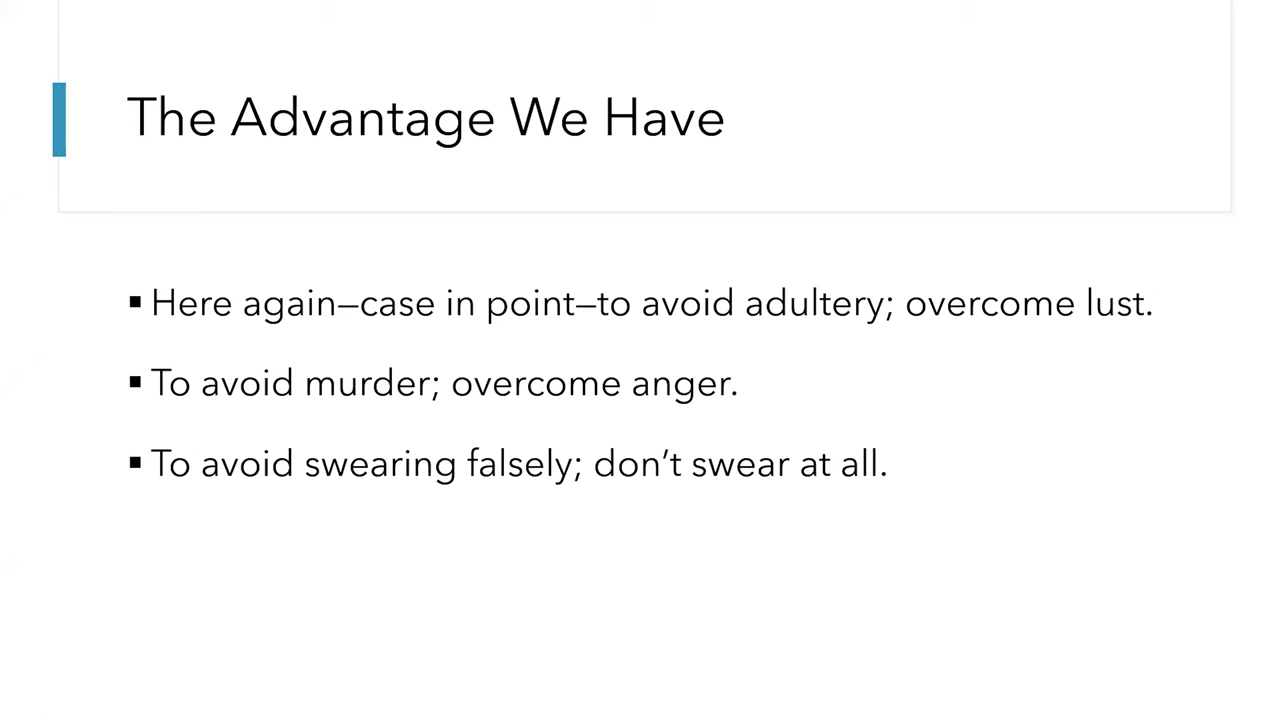 The Advantage We Have
▪ Here again—case in point—to avoid adultery; overcome lust.
▪ To avoid murder; overcome anger.
▪ To avoid swearing falsely; don’t swear at all.